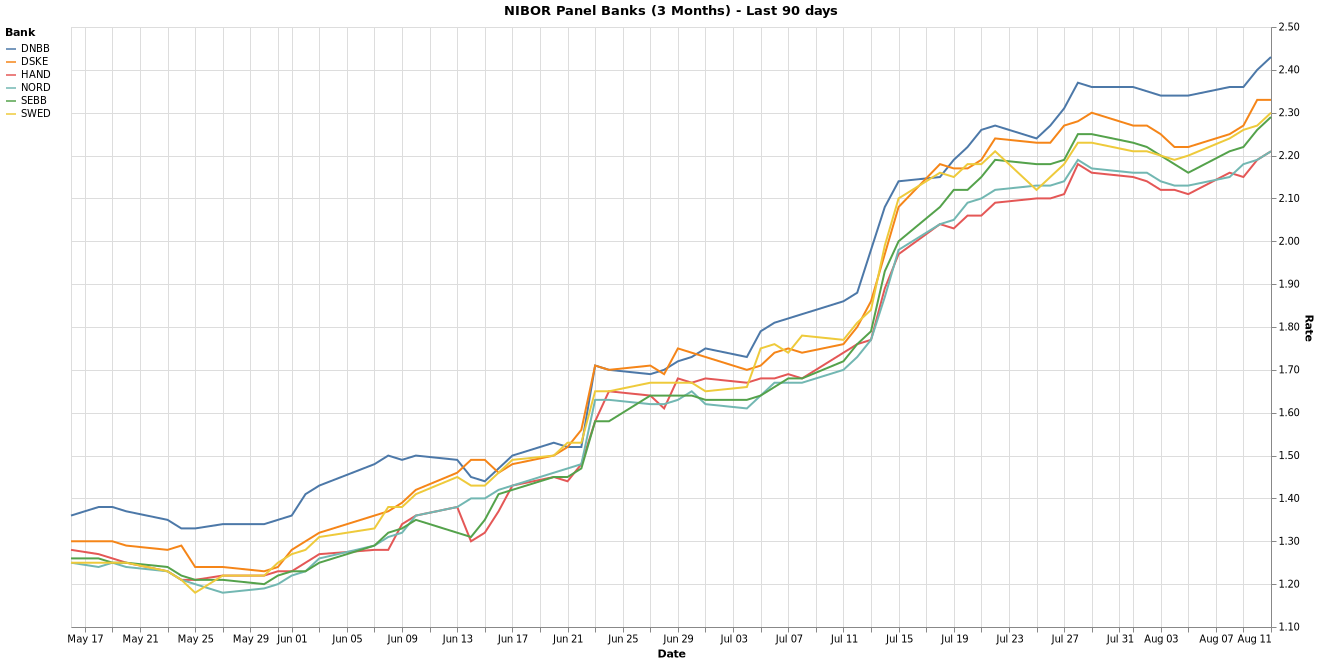 NIBOR Panel Banks (3 Months) - Last 90 days
Bank
DNBB
DSKE
HAND
NORD
SEBB
SWED
2.50
2.40
2.30
2.20
2.10
2.00
1.90
1.80
1.70
1.60
1.50
1.40
1.30
1.20
1.10
Rate
May 17 May 21 May 25 May 29 Jun 01 Jun 05 Jun 09 Jun 13 Jun 17 Jun 21 Jun 25 Jun 29 Jul 03 Jul 07 Jul 11 Jul 15 Jul 19 Jul 23 Jul 27 Jul 31 Aug 03 Aug 07 Aug 11
Date